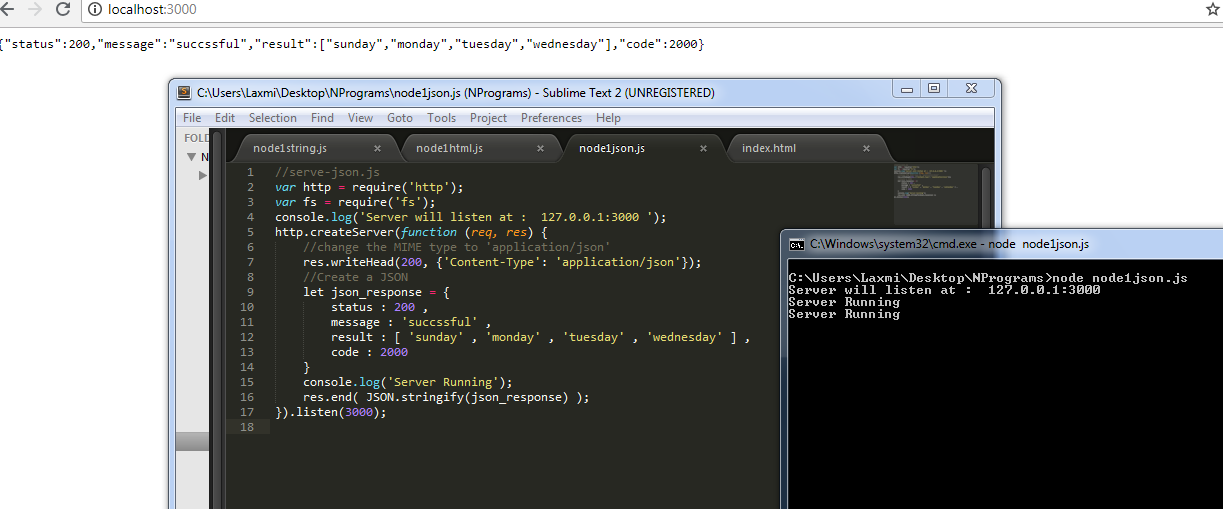 localhost:3000
{"status":200,"message":"succssful","result":["sunday","monday","tuesday","wednesday"],"code":2000}
C:\Users\Laxmi\Desktop\NPrograms\node1json.js (NPrograms) - Sublime Text 2 (UNREGISTERED)
File Edit Selection Find View Goto Tools Project Preferences Help
FOLD
N
node1string.js × node1html.js × node1json.js × index.html ×
1 //serve-json.js
2 var http = require('http');
3 var fs = require('fs');
4 console.log('Server will listen at :  127.0.0.1:3000 ');
5 http.createServer(function (req, res) {
6     //change the MIME type to 'application/json'
7     res.writeHead(200, {'Content-Type': 'application/json'});
8     //Create a JSON
9     let json_response = {
10         status : 200 ,
11         message : 'succssful' ,
12         result : [ 'sunday' , 'monday' , 'tuesday' , 'wednesday' ] ,
13         code : 2000
14     }
15     console.log('Server Running');
16     res.end( JSON.stringify(json_response) );
17 }).listen(3000);
18
C:\Windows\system32\cmd.exe - node  node1json.js
C:\Users\Laxmi\Desktop\NPrograms>node node1json.js
Server will listen at :  127.0.0.1:3000
Server Running
Server Running